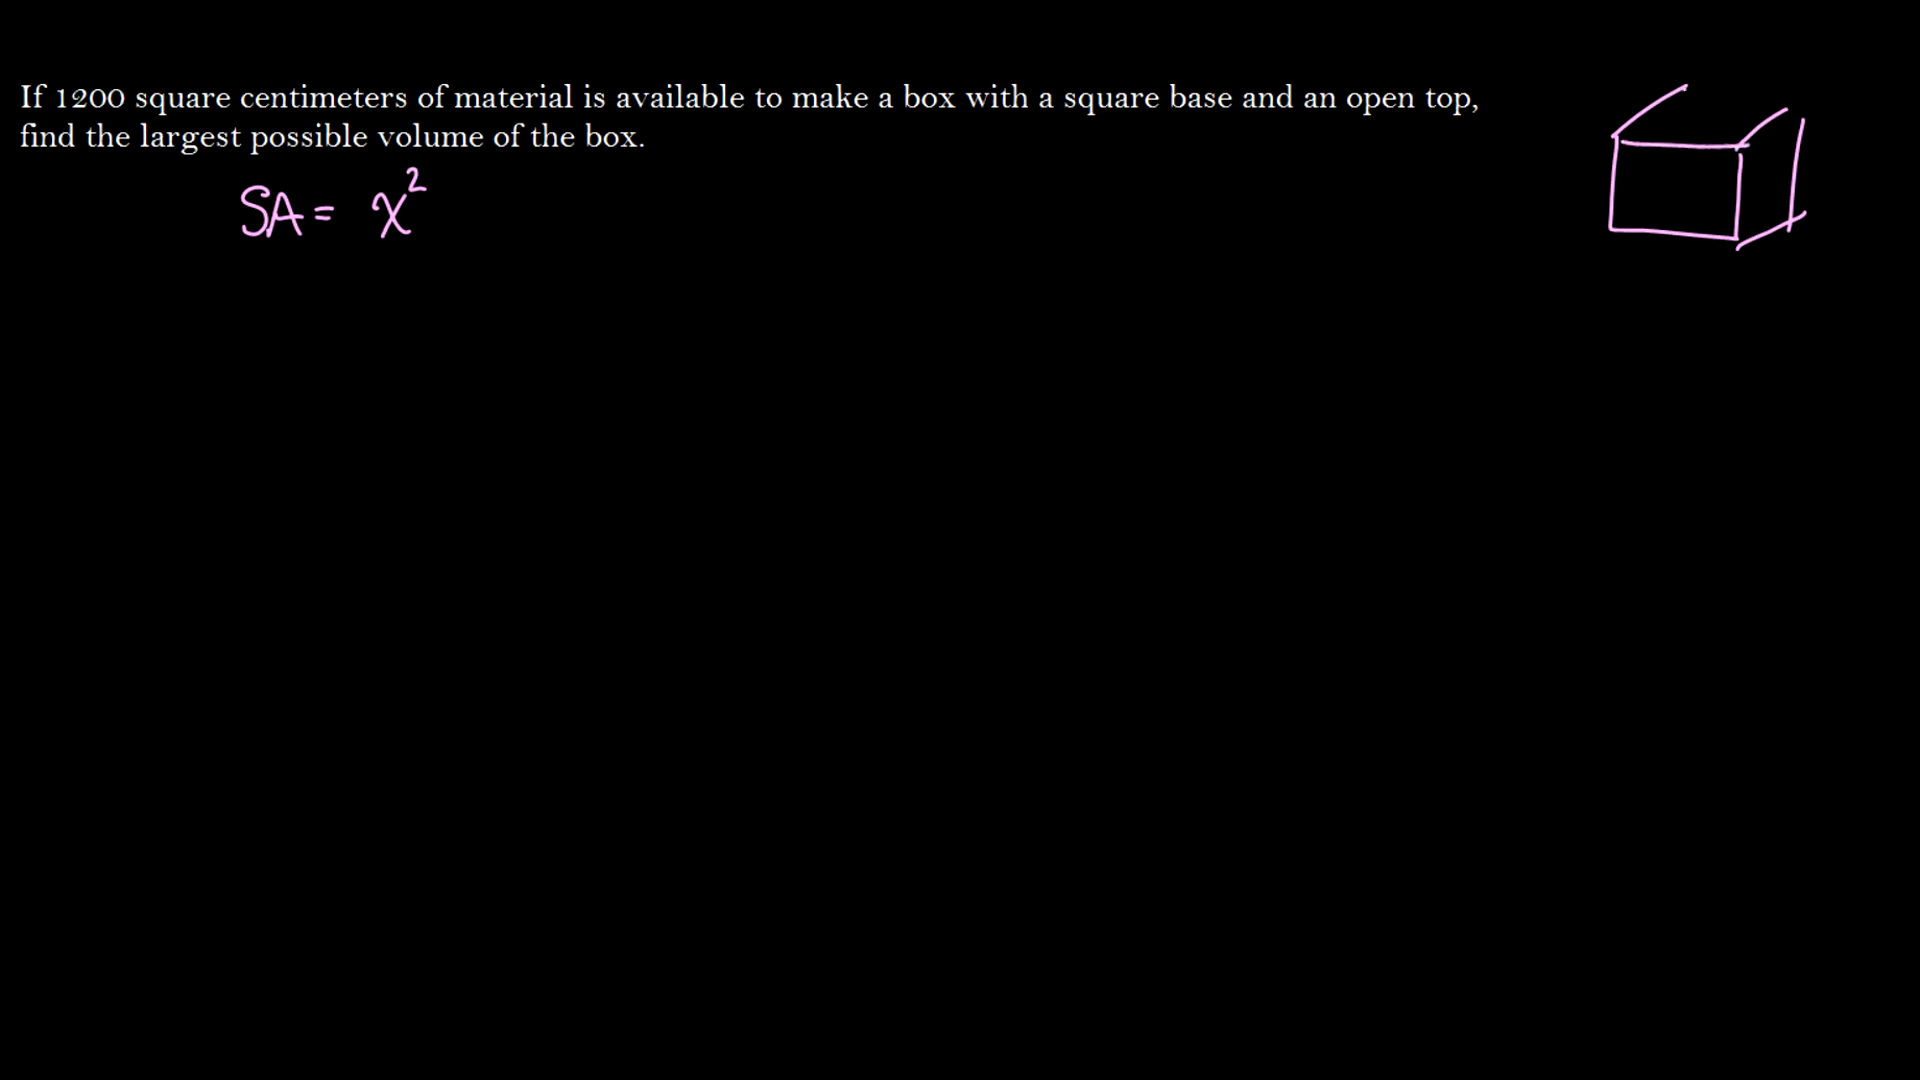 If 1200 square centimeters of material is available to make a box with a square base and an open top,
find the largest possible volume of the box.
SA = x²